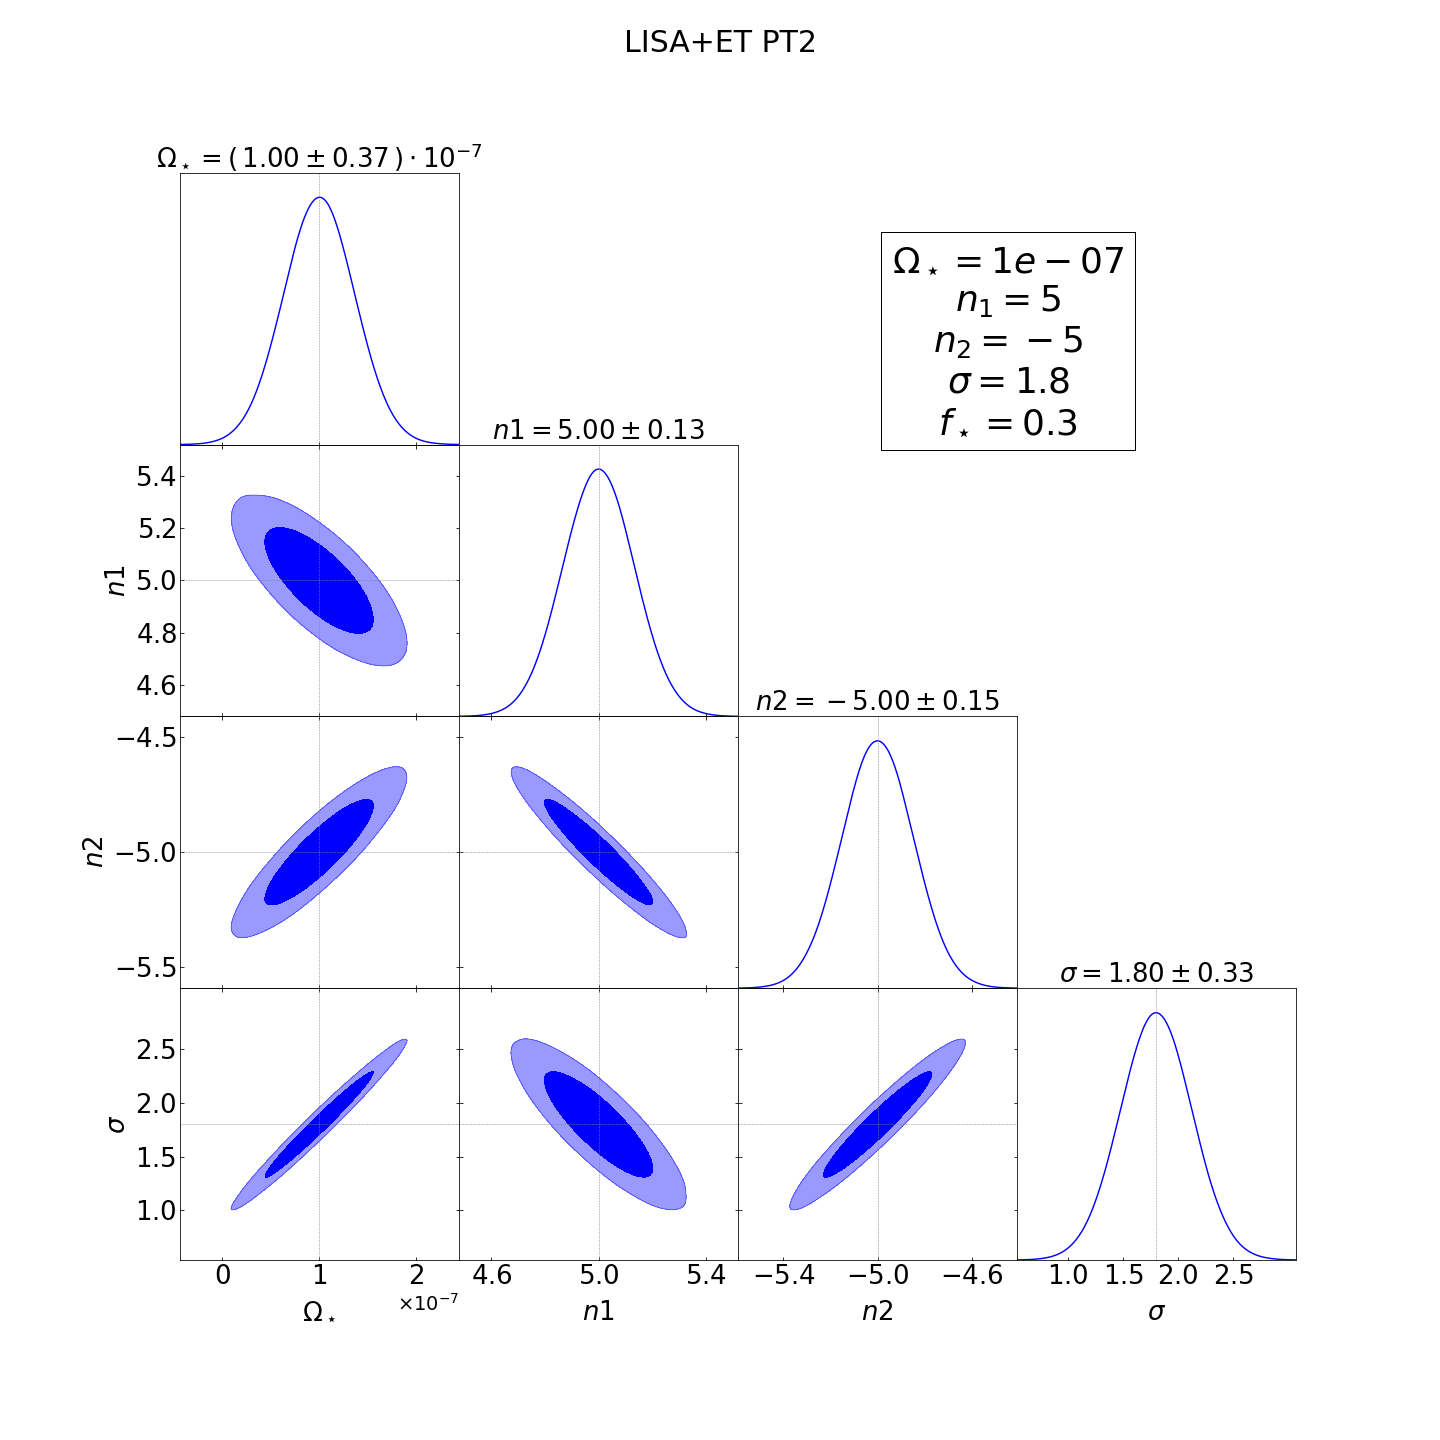 LISA+ET PT2
Ω⋆ = (1.00 ± 0.37) · 10⁻⁷
Ω⋆ = 1e − 07
n₁ = 5
n₂ = −5
σ = 1.8
f⋆ = 0.3
n1 = 5.00 ± 0.13
5.4
5.2
5.0
4.8
4.6
n1
n2 = −5.00 ± 0.15
−4.5
−5.0
−5.5
n2
σ = 1.80 ± 0.33
2.5
2.0
1.5
1.0
σ
0 1 2 4.6 5.0 5.4 −5.4 −5.0 −4.6 1.0 1.5 2.0 2.5
×10⁻⁷
Ω⋆ n1 n2 σ